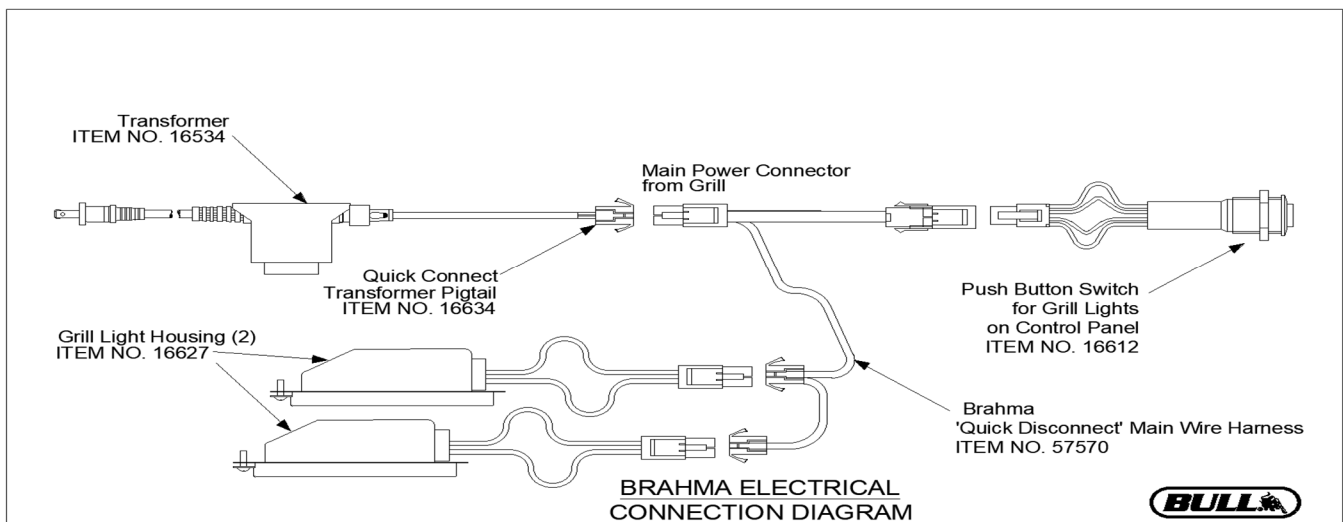 Transformer
ITEM NO. 16534
Main Power Connector
from Grill
Quick Connect
Transformer Pigtail
ITEM NO. 16634
Push Button Switch
for Grill Lights
on Control Panel
ITEM NO. 16612
Grill Light Housing (2)
ITEM NO. 16627
Brahma
'Quick Disconnect' Main Wire Harness
ITEM NO. 57570
BRAHMA ELECTRICAL
CONNECTION DIAGRAM
BULL